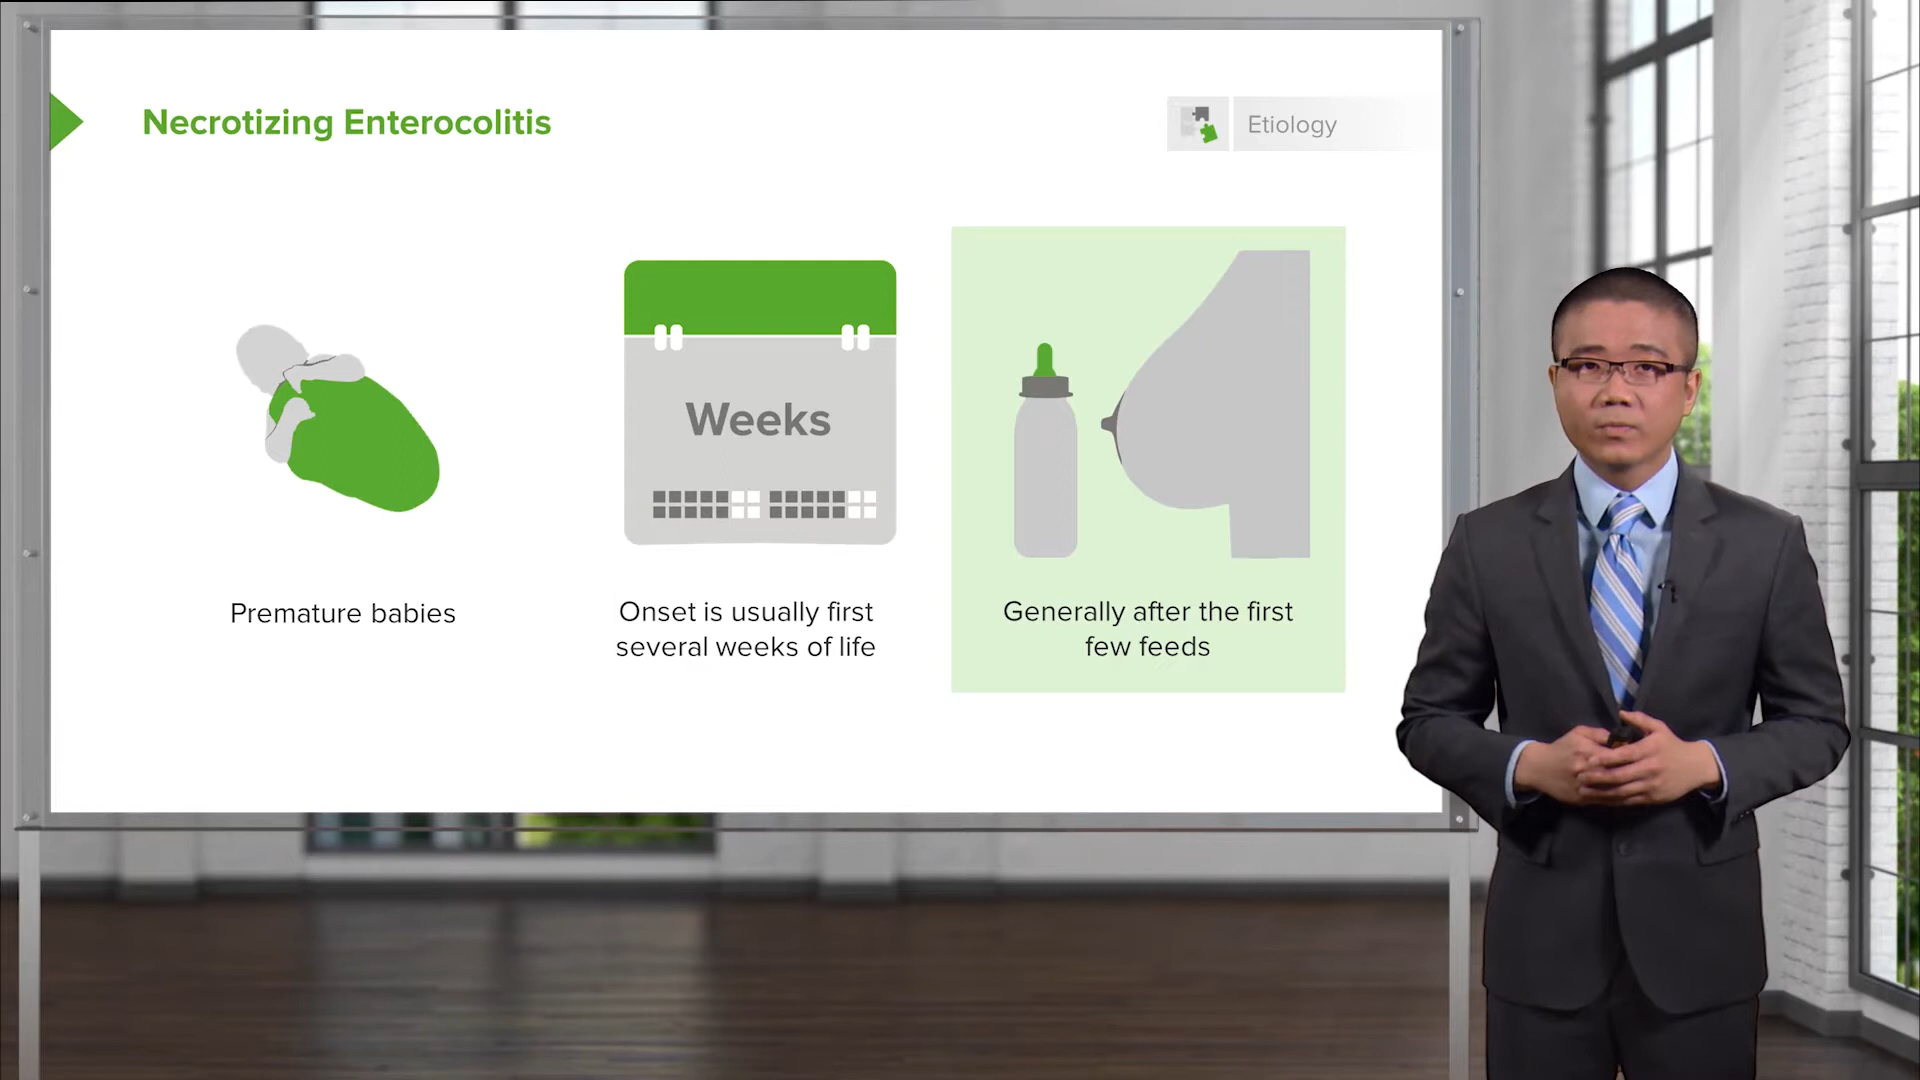 Necrotizing Enterocolitis
Etiology
Weeks
Premature babies
Onset is usually first
several weeks of life
Generally after the first
few feeds